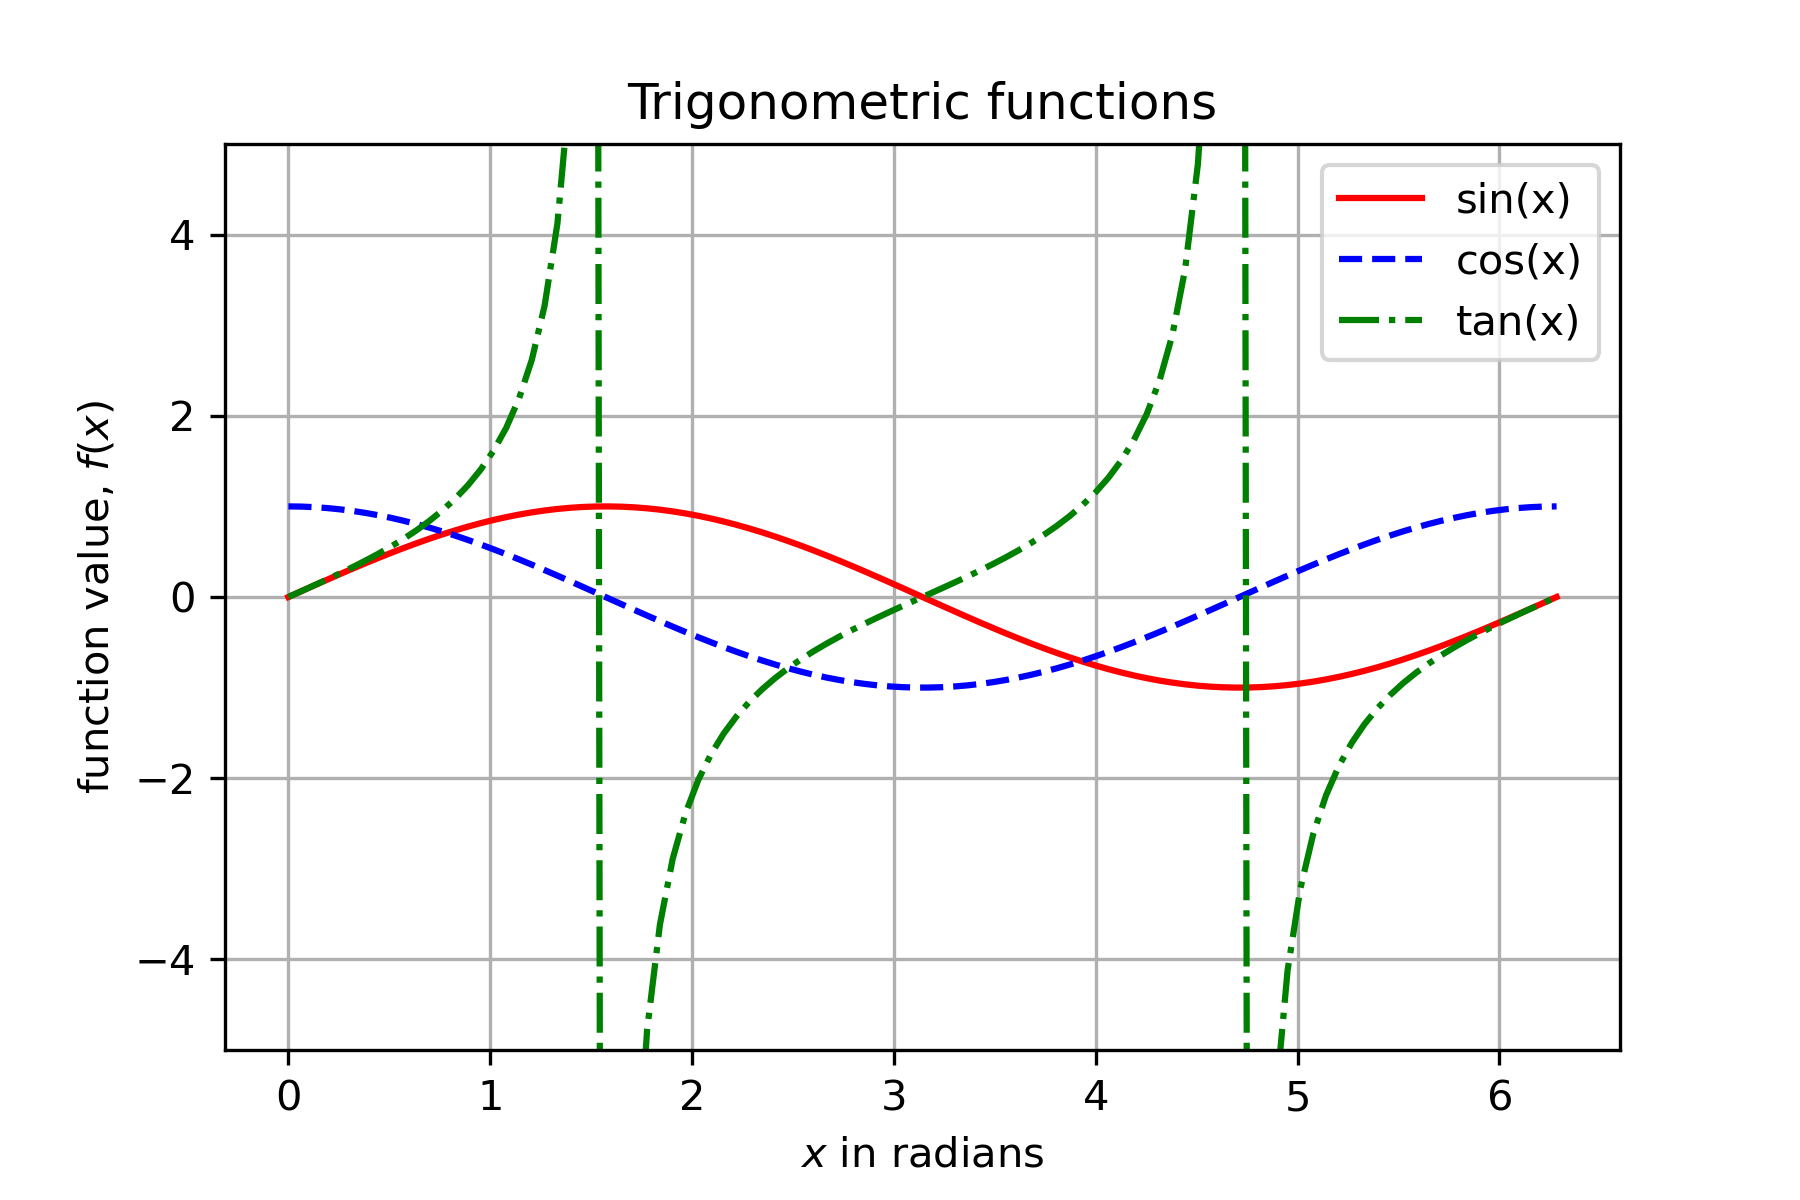 Trigonometric functions
sin(x)
cos(x)
tan(x)
function value, f(x)
4
2
0
−2
−4
0 1 2 3 4 5 6
x in radians